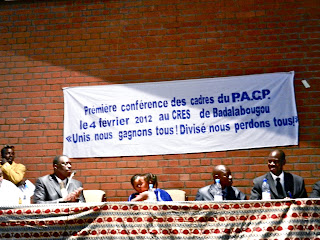 Première conférence des cadres du P.A.C.P.
le 4 fevrier 2012 au CRES de Badalabougou
«Unis nous gagnons tous! Divisé nous perdons tous»